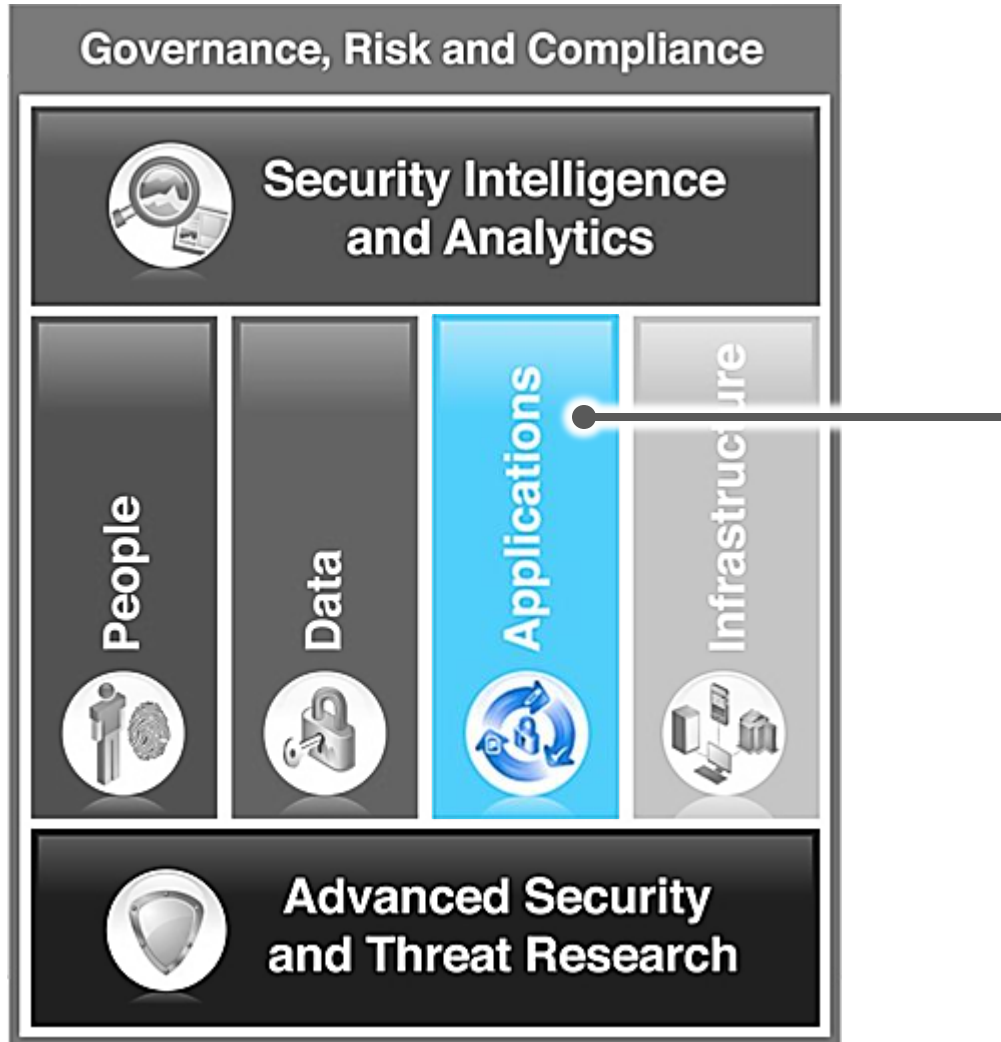 Governance, Risk and Compliance
Security Intelligence
and Analytics
People
Data
Applications
Infrastructure
Advanced Security
and Threat Research